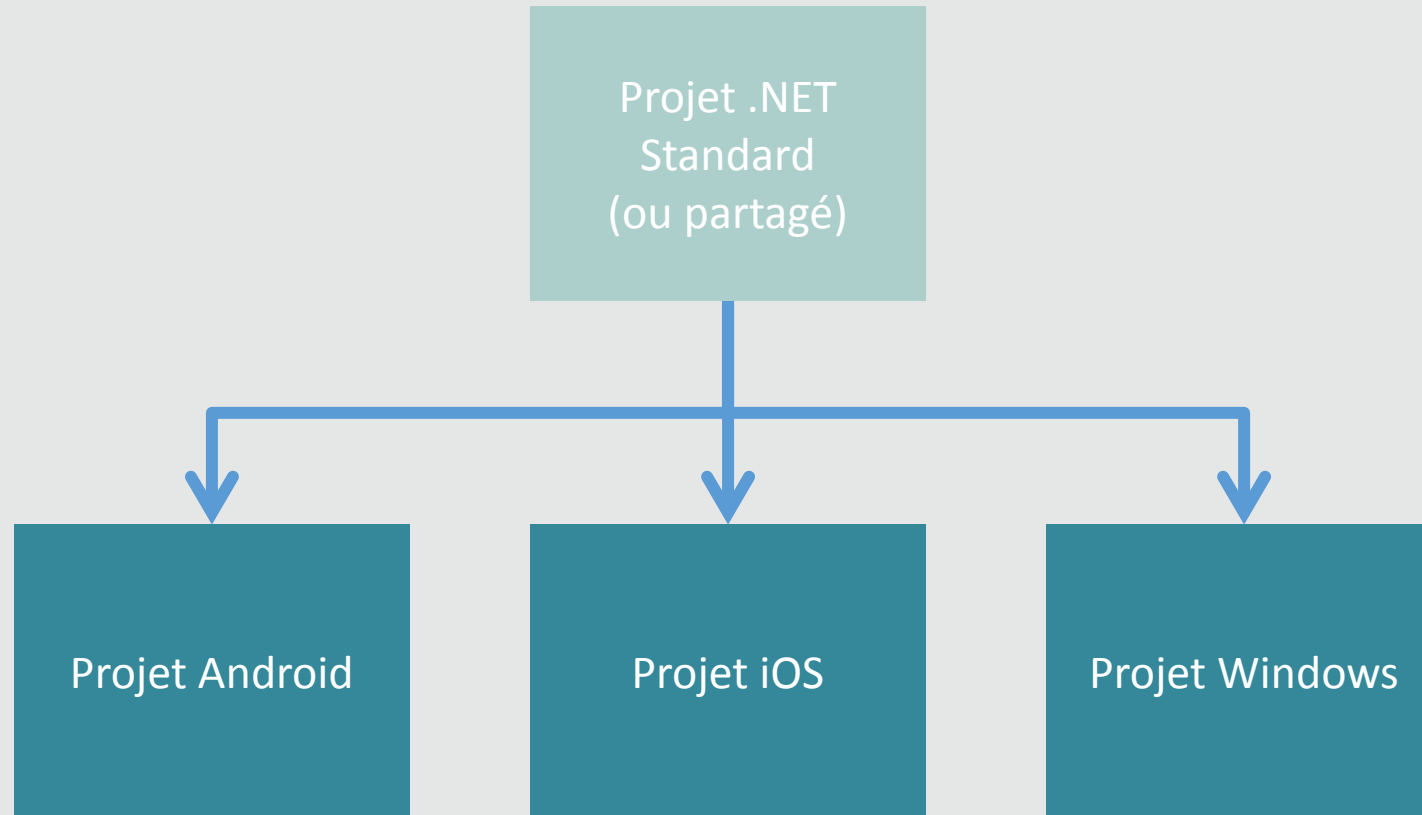 Projet .NET
Standard
(ou partagé)
Projet Android
Projet iOS
Projet Windows